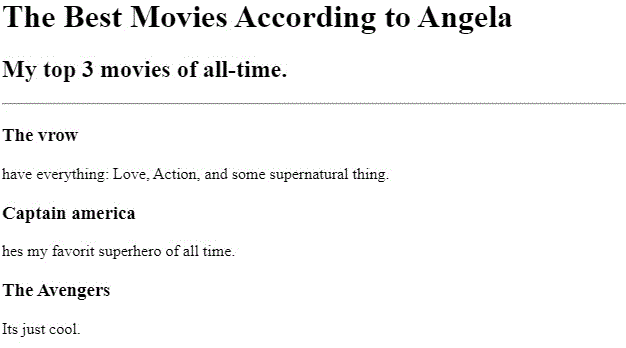 The Best Movies According to Angela
My top 3 movies of all-time.
The vrow
have everything: Love, Action, and some supernatural thing.
Captain america
hes my favorit superhero of all time.
The Avengers
Its just cool.